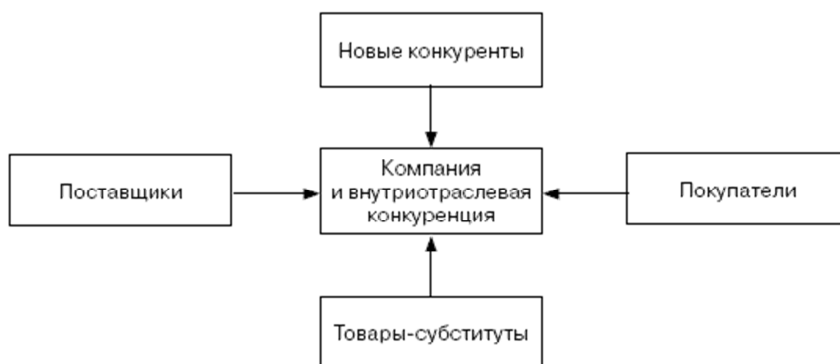 Новые конкуренты
Поставщики
Компания
и внутриотраслевая
конкуренция
Покупатели
Товары-субституты